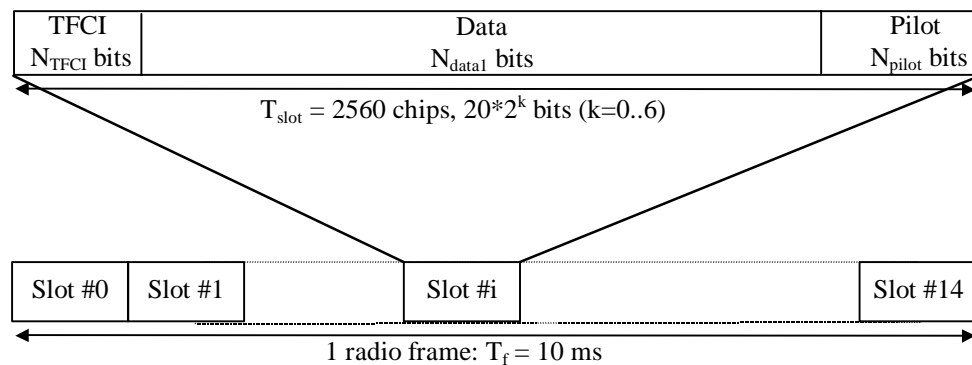 TFCI Data Pilot
N_TFCI bits N_data1 bits N_pilot bits
T_slot = 2560 chips, 20*2^k bits (k=0..6)
Slot #0 Slot #1 Slot #i Slot #14
1 radio frame: T_f = 10 ms